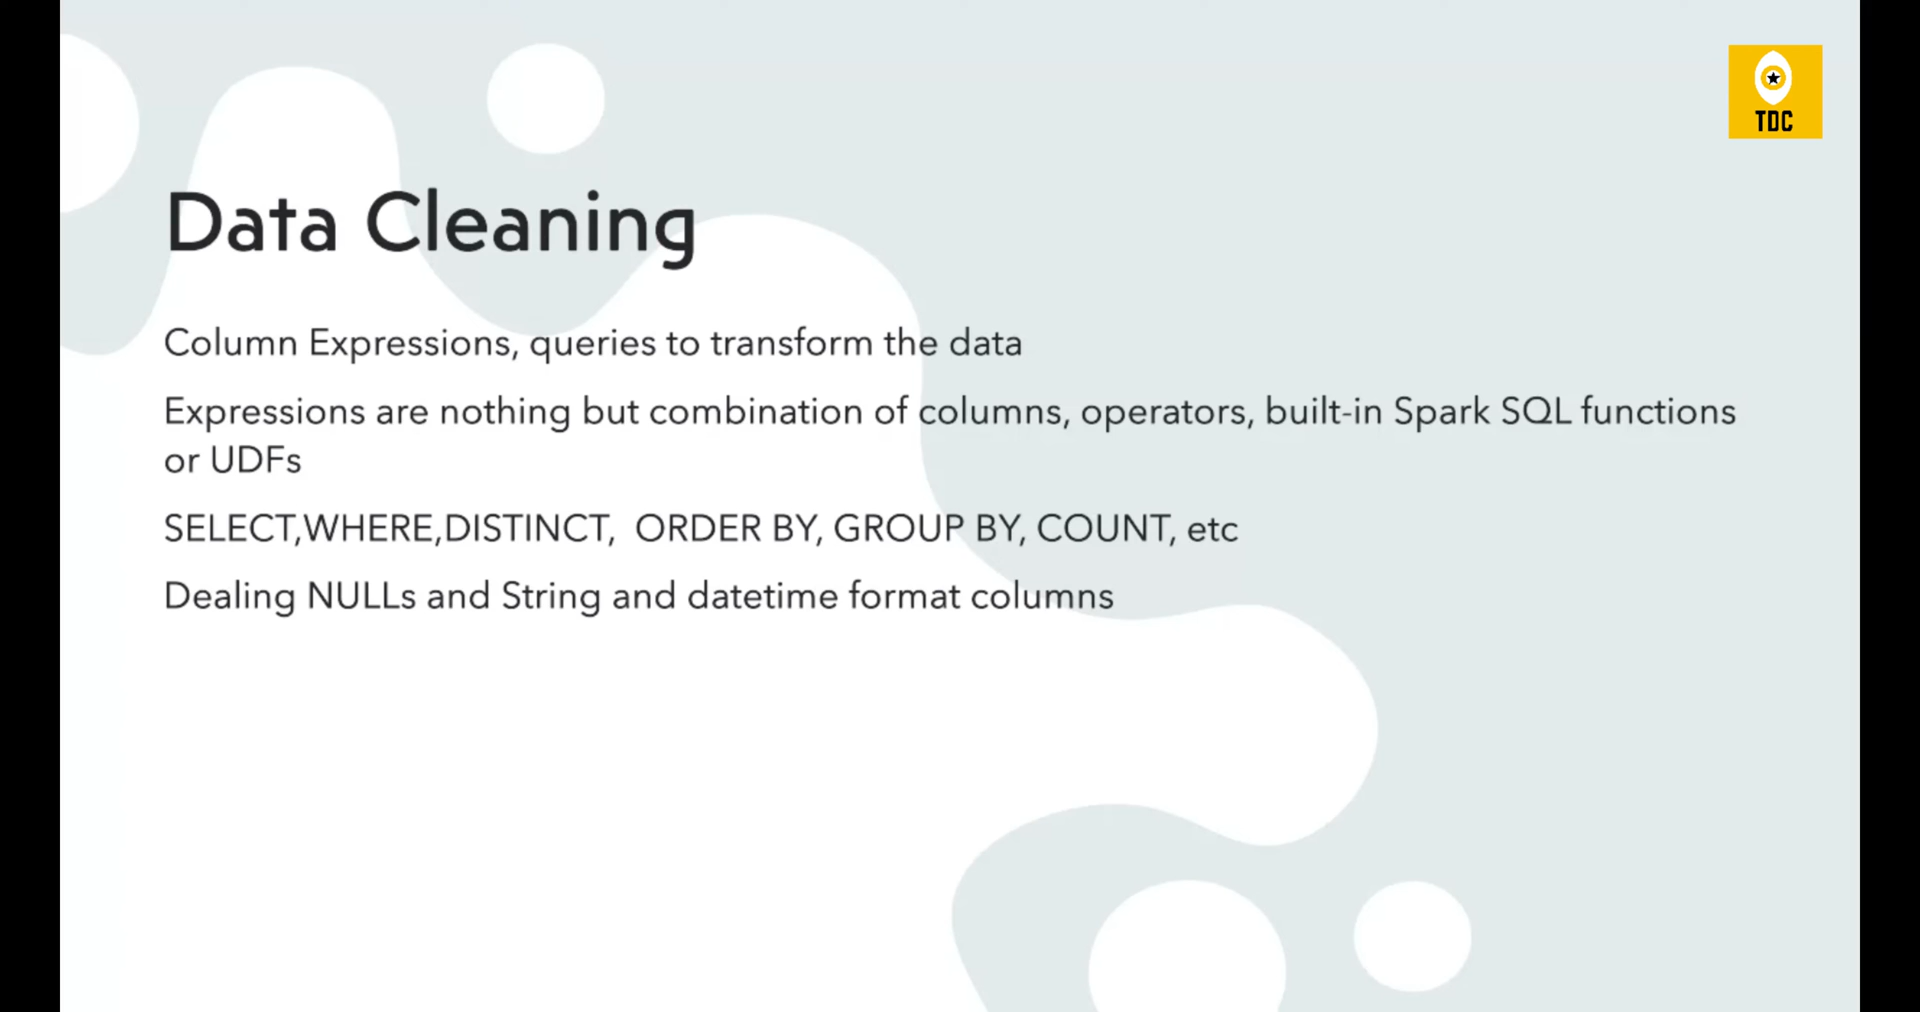 TDC
Data Cleaning
Column Expressions, queries to transform the data
Expressions are nothing but combination of columns, operators, built-in Spark SQL functions
or UDFs
SELECT,WHERE,DISTINCT,  ORDER BY, GROUP BY, COUNT, etc
Dealing NULLs and String and datetime format columns